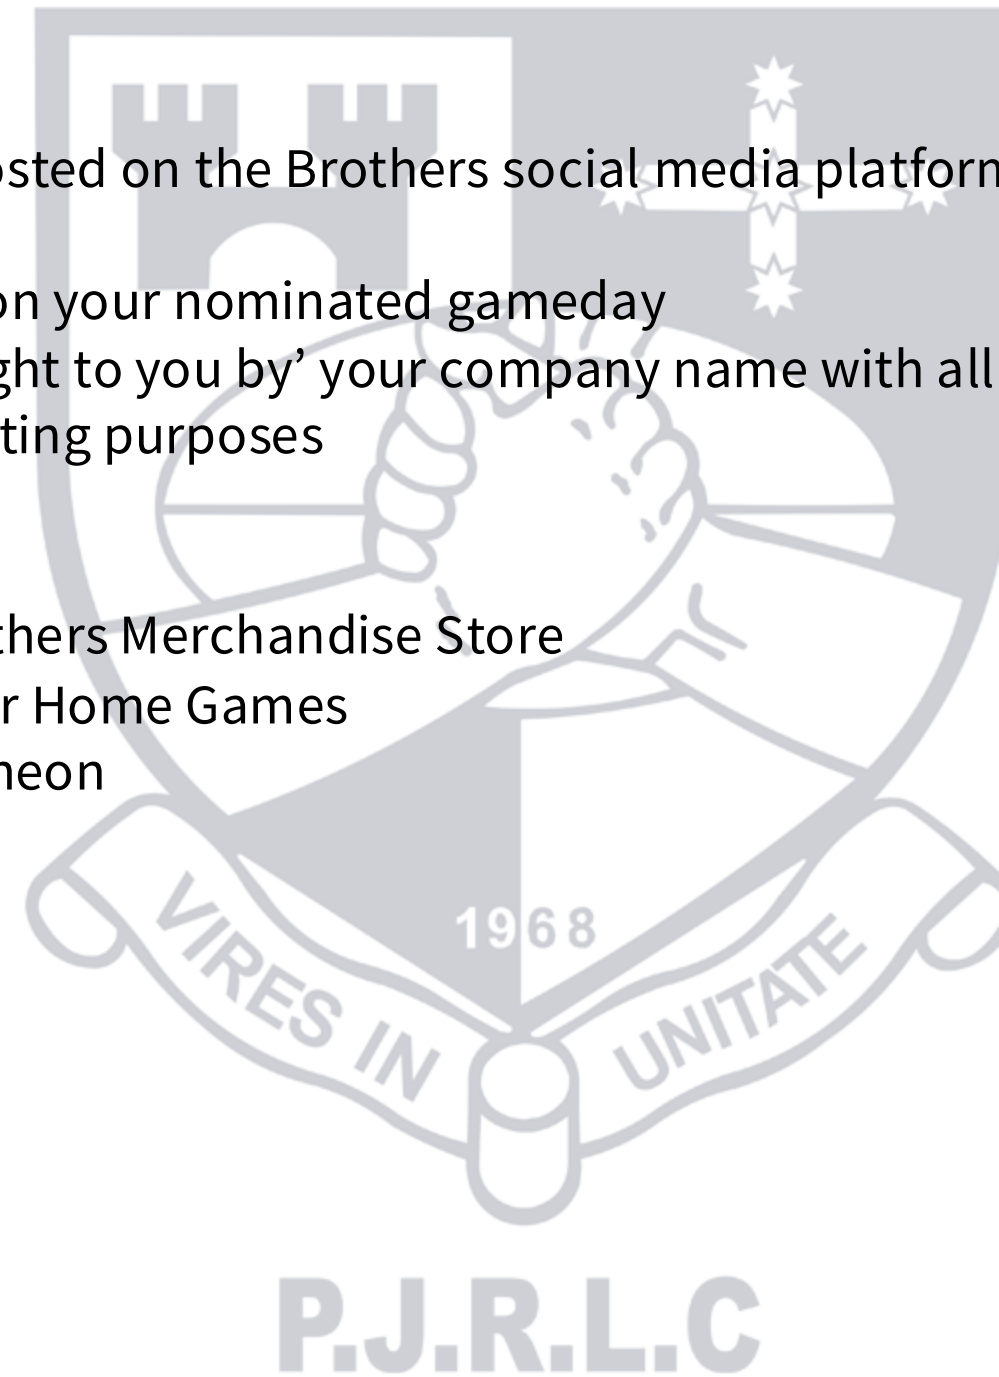 osted on the Brothers social media platforn
on your nominated gameday
ght to you by’ your company name with all
ting purposes
thers Merchandise Store
r Home Games
heon
1968
VIRES IN UNITATE
P.J.R.L.C